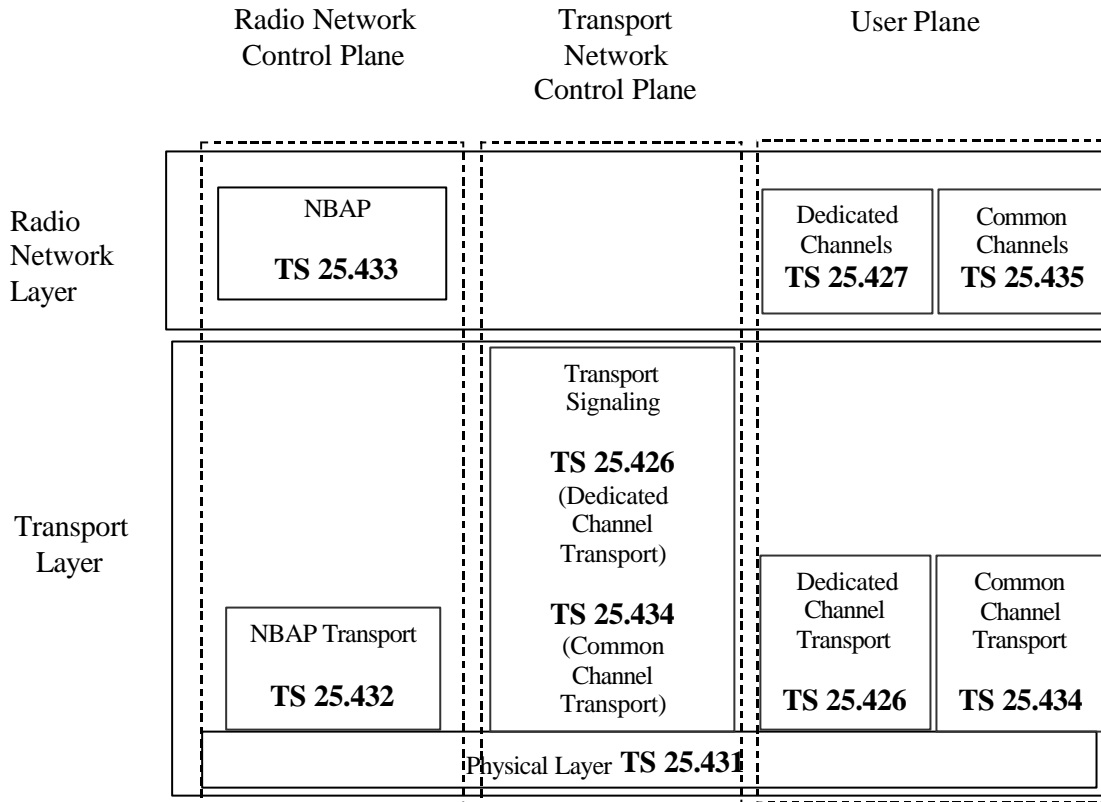 Radio Network
Control Plane
Transport
Network
Control Plane
User Plane
Radio
Network
Layer
NBAP
TS 25.433
Dedicated
Channels
TS 25.427
Common
Channels
TS 25.435
Transport
Layer
NBAP Transport
TS 25.432
Transport
Signaling
TS 25.426
(Dedicated
Channel
Transport)
TS 25.434
(Common
Channel
Transport)
Dedicated
Channel
Transport
TS 25.426
Common
Channel
Transport
TS 25.434
Physical Layer TS 25.431